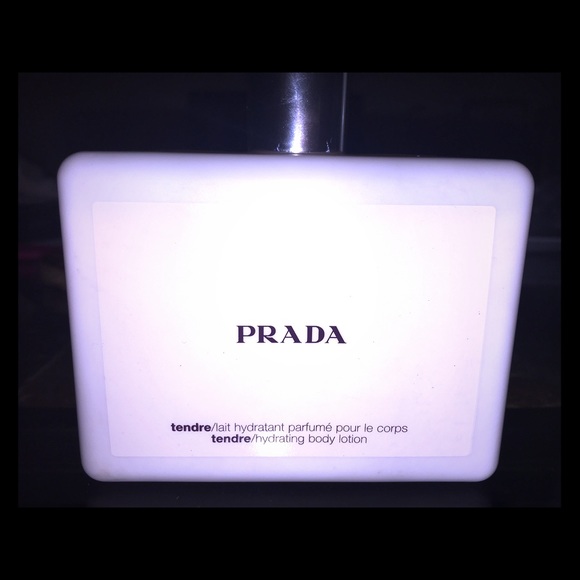 PRADA
tendre/lait hydratant parfumé pour le corps
tendre/hydrating body lotion